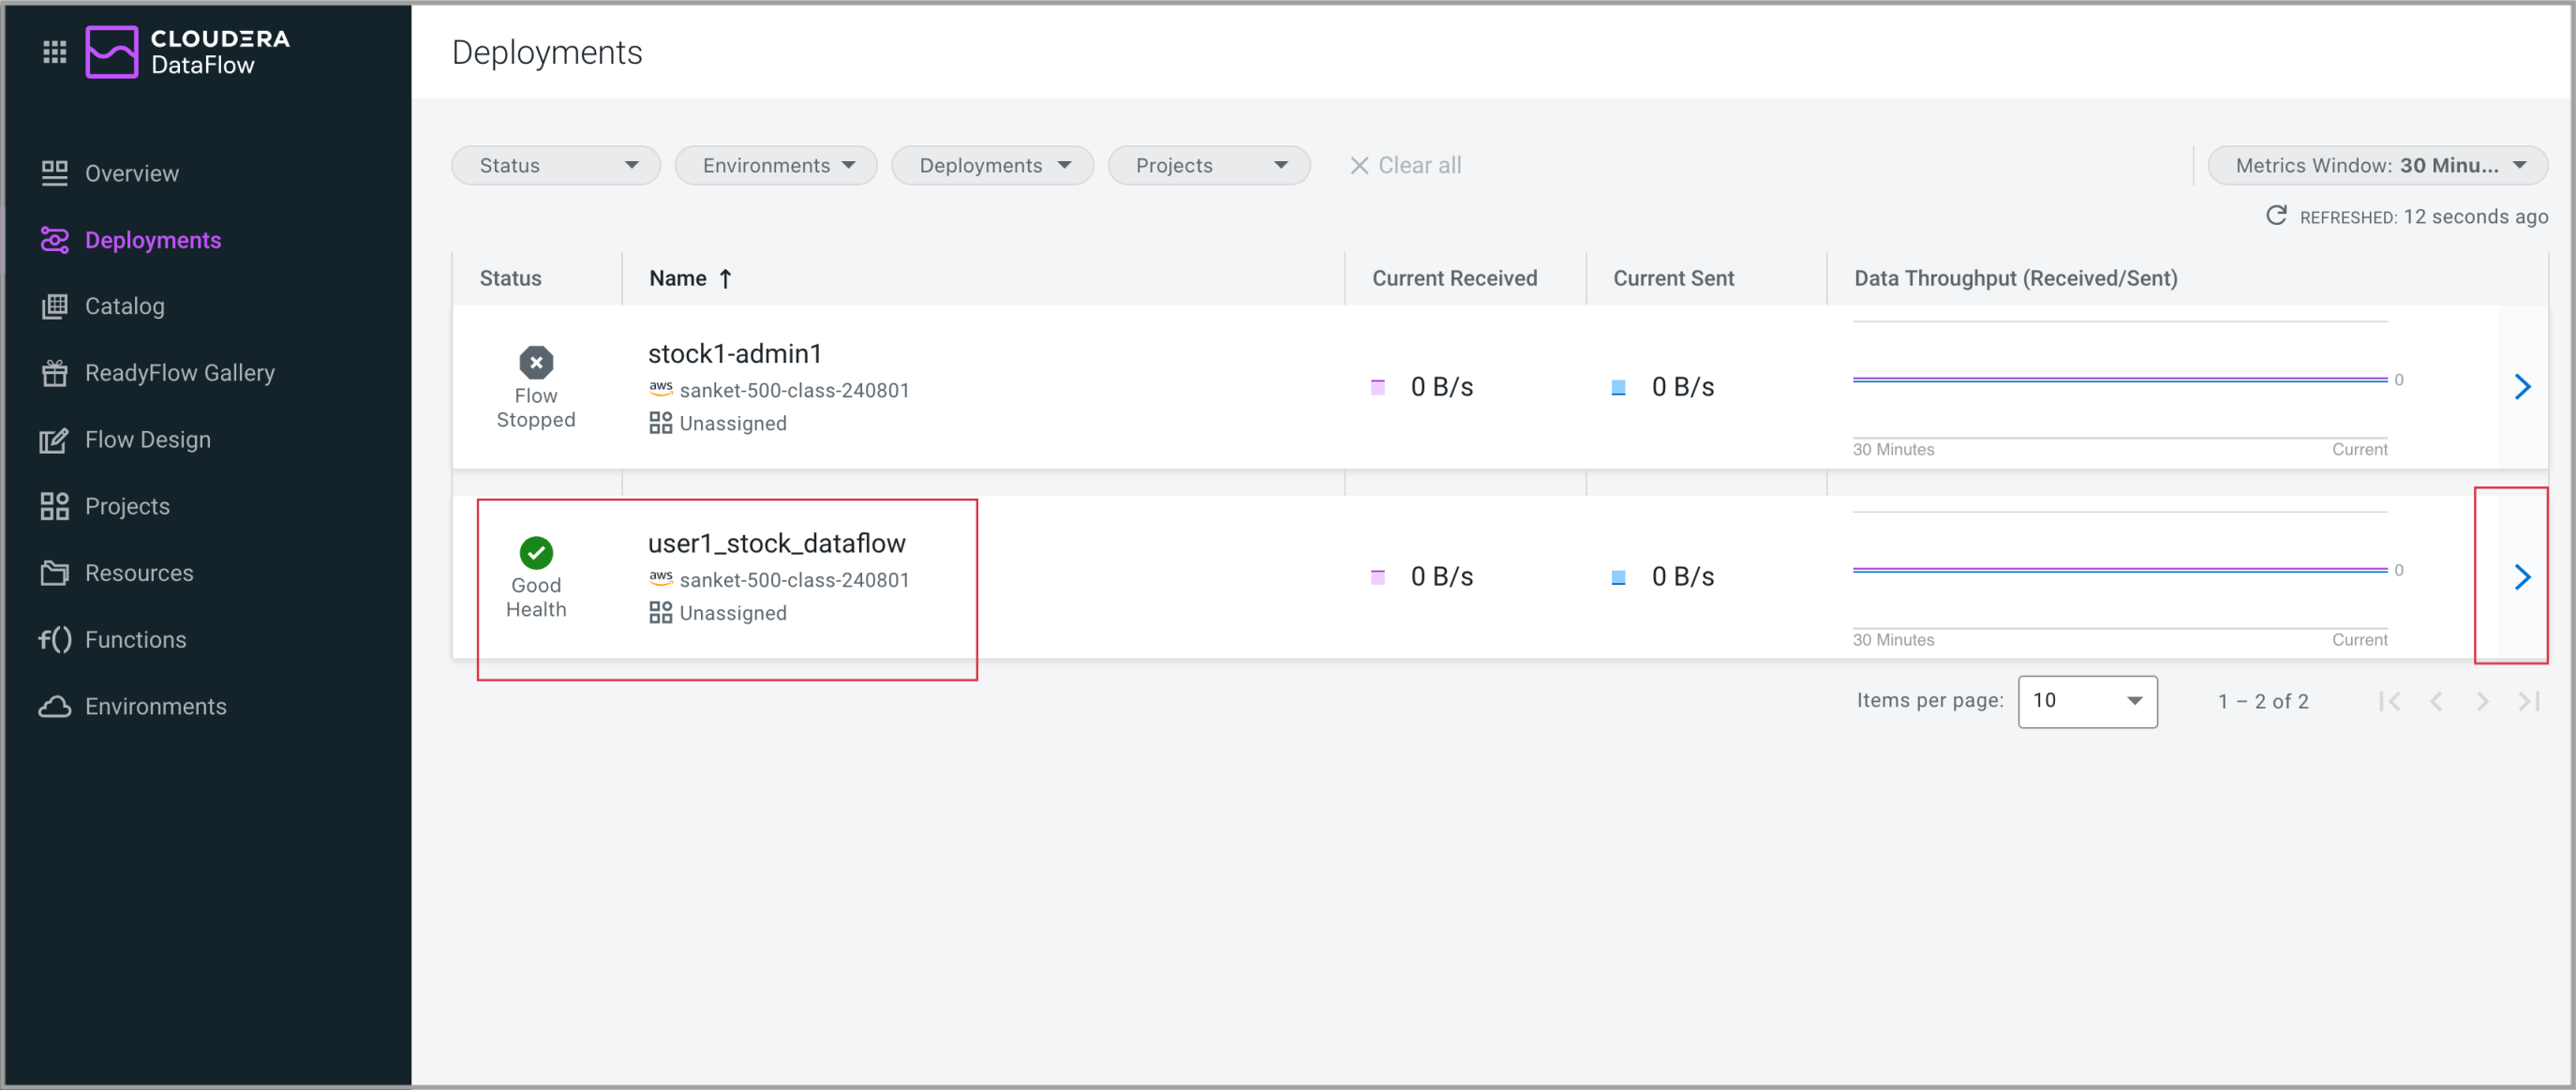 CLOUDERA
DataFlow
Overview
Deployments
Catalog
ReadyFlow Gallery
Flow Design
Projects
Resources
f() Functions
Environments
Deployments
Status Environments Deployments Projects Clear all Metrics Window: 30 Minu...
REFRESHED: 12 seconds ago
Status Name ↑ Current Received Current Sent Data Throughput (Received/Sent)
Flow
Stopped
stock1-admin1
aws sanket-500-class-240801
Unassigned
0 B/s 0 B/s
0
30 Minutes Current
Good
Health
user1_stock_dataflow
aws sanket-500-class-240801
Unassigned
0 B/s 0 B/s
0
30 Minutes Current
Items per page: 10 1 – 2 of 2